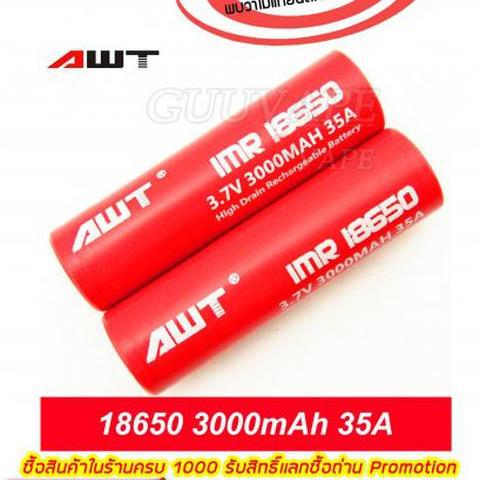 AWT
GUUVAPE
APE
IMR 18650
3.7V 3000MAH 35A
High Drain Rechargeable Battery
AWT®
IMR 18650
3.7V 3000MAH 35A
AWT®
18650 3000mAh 35A
ซื้อสินค้าในร้านครบ 1000 รับสิทธิ์แลกซื้อถ่าน Promotion